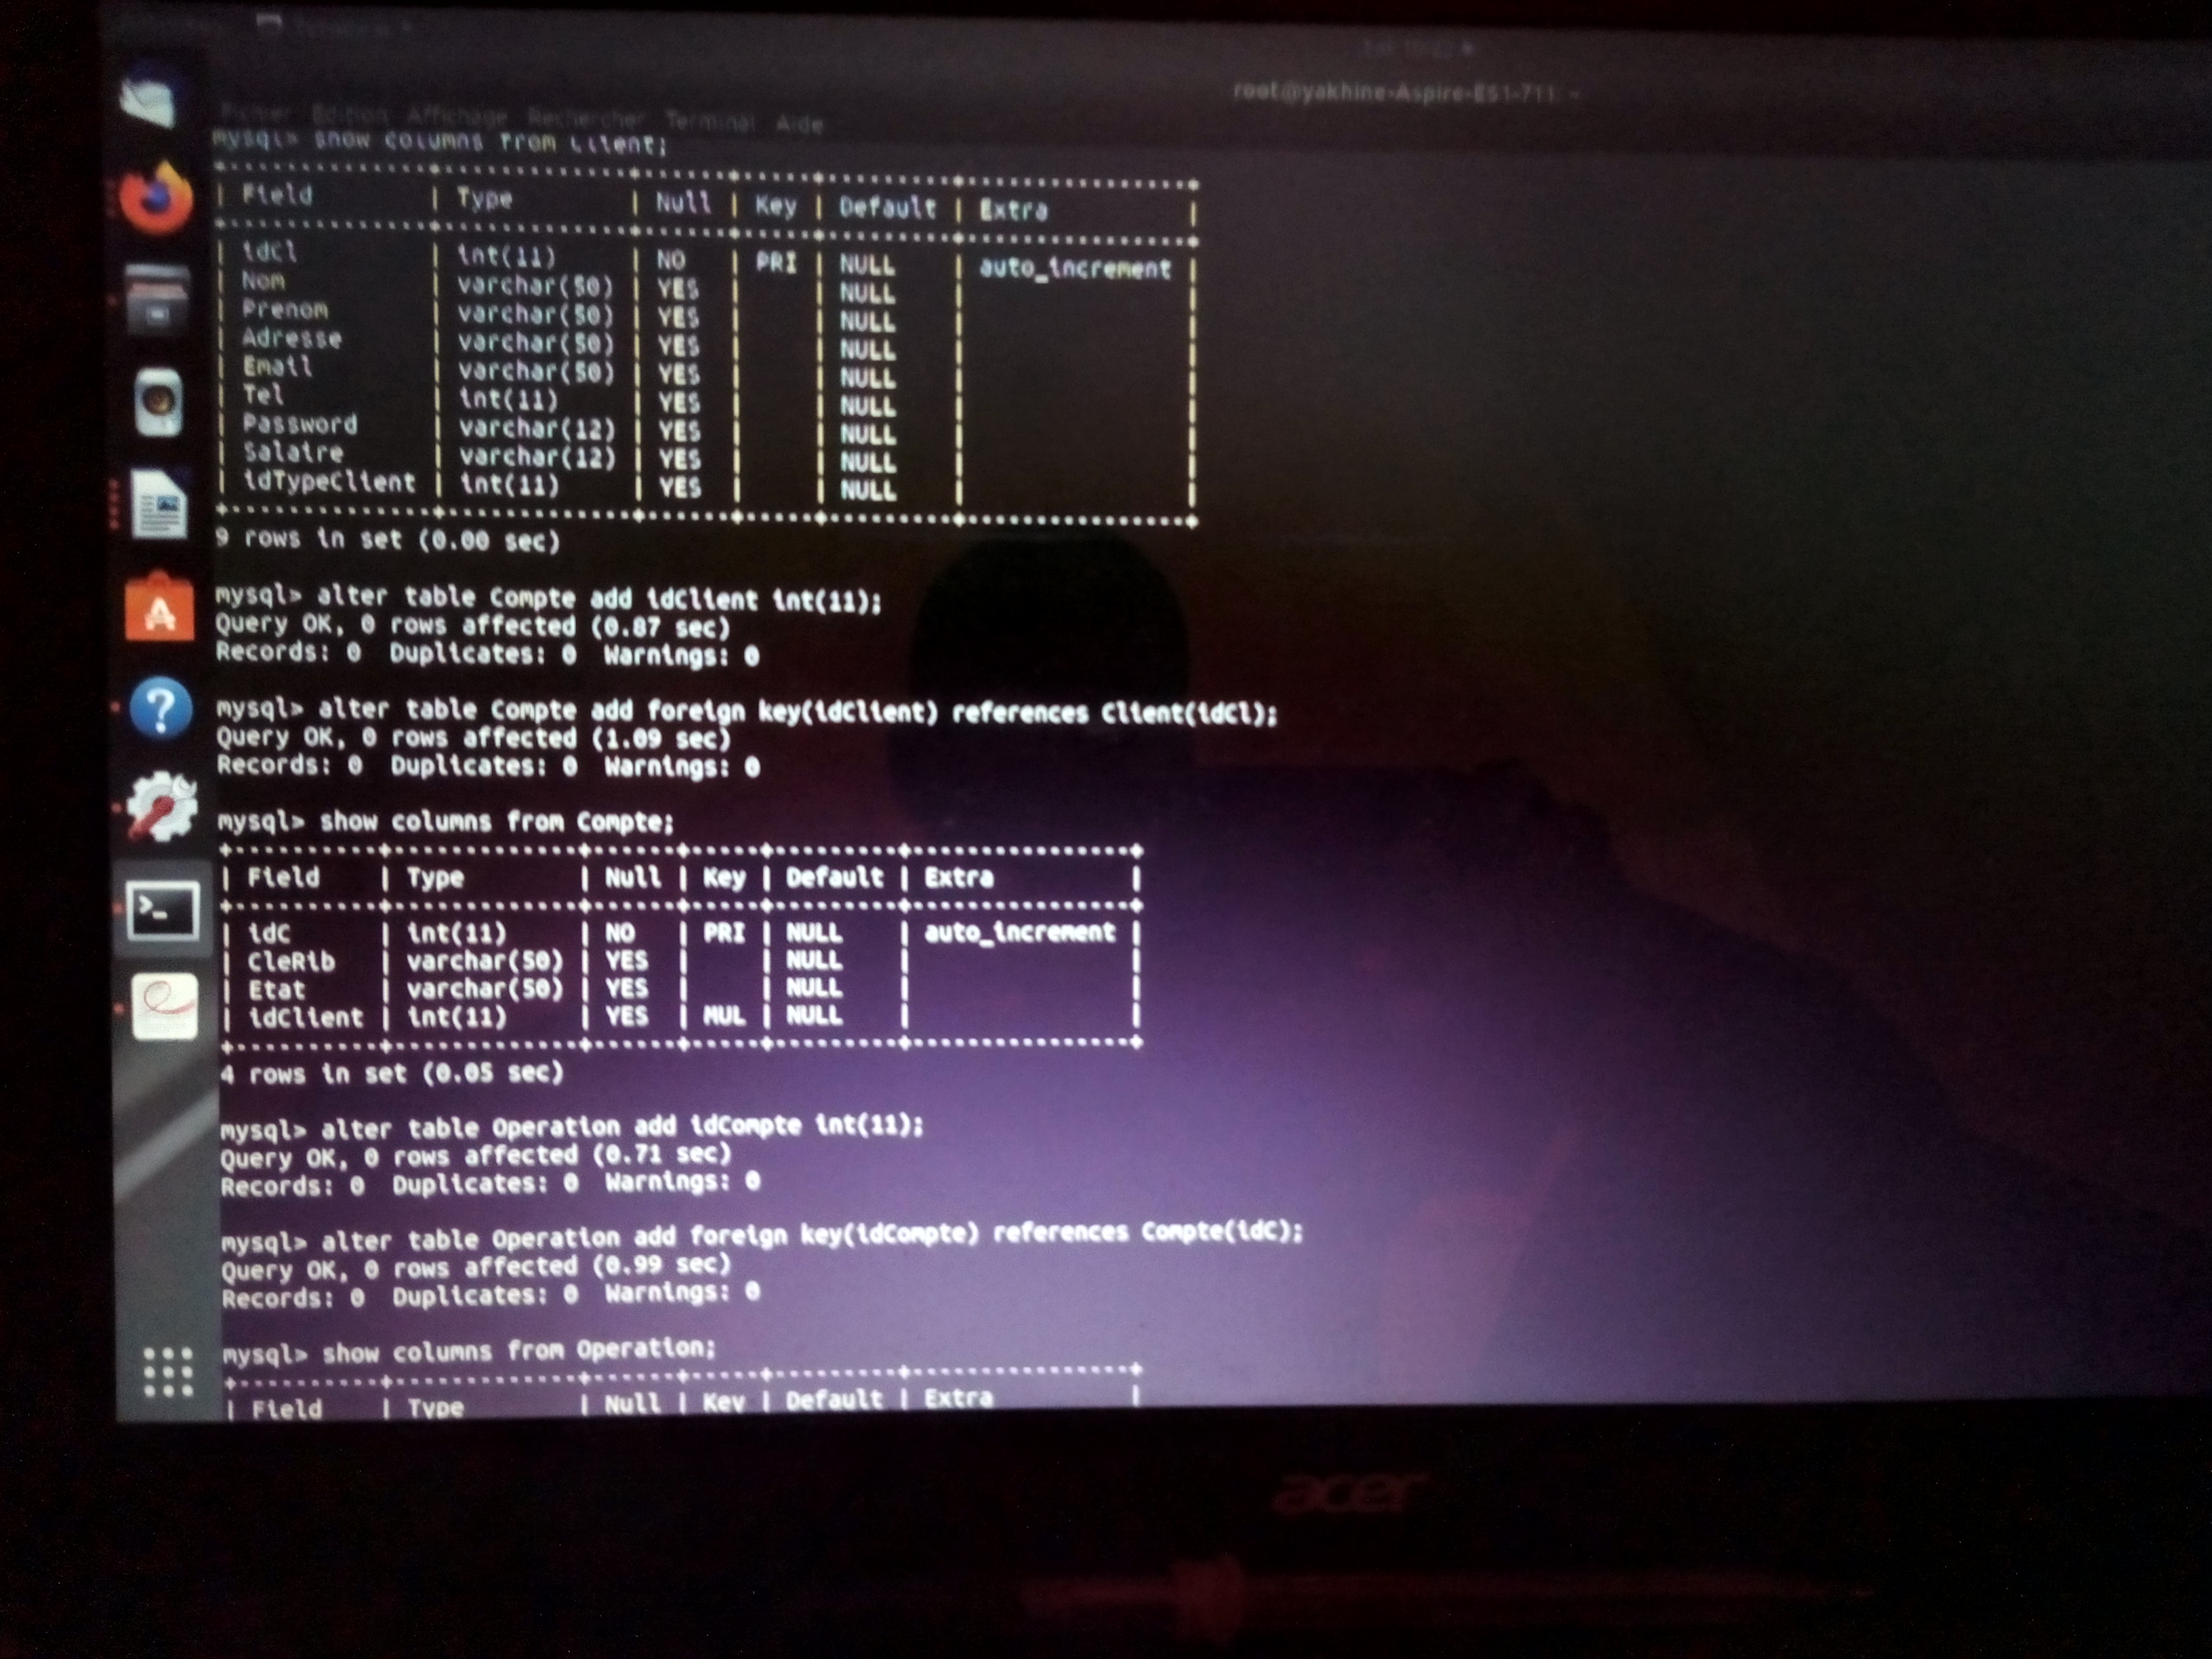 root@yakhine-Aspire-ES1-711: ~
Fichier Edition Affichage Rechercher Terminal Aide
mysql> show columns from Client;
| Field | Type | Null | Key | Default | Extra |
| idCl | int(11) | NO | PRI | NULL | auto_increment |
| Nom | varchar(50) | YES | | NULL | |
| Prenom | varchar(50) | YES | | NULL | |
| Adresse | varchar(50) | YES | | NULL | |
| Email | varchar(50) | YES | | NULL | |
| Tel | int(11) | YES | | NULL | |
| Password | varchar(12) | YES | | NULL | |
| Salaire | varchar(12) | YES | | NULL | |
| idTypeClient | int(11) | YES | | NULL | |
9 rows in set (0.00 sec)
mysql> alter table Compte add idClient int(11);
Query OK, 0 rows affected (0.87 sec)
Records: 0 Duplicates: 0 Warnings: 0
mysql> alter table Compte add foreign key(idClient) references Client(idCl);
Query OK, 0 rows affected (1.09 sec)
Records: 0 Duplicates: 0 Warnings: 0
mysql> show columns from Compte;
| Field | Type | Null | Key | Default | Extra |
| idC | int(11) | NO | PRI | NULL | auto_increment |
| CleRib | varchar(50) | YES | | NULL | |
| Etat | varchar(50) | YES | | NULL | |
| idClient | int(11) | YES | MUL | NULL | |
4 rows in set (0.05 sec)
mysql> alter table Operation add idCompte int(11);
Query OK, 0 rows affected (0.71 sec)
Records: 0 Duplicates: 0 Warnings: 0
mysql> alter table Operation add foreign key(idCompte) references Compte(idC);
Query OK, 0 rows affected (0.99 sec)
Records: 0 Duplicates: 0 Warnings: 0
mysql> show columns from Operation;
| Field | Type | Null | Key | Default | Extra |
acer